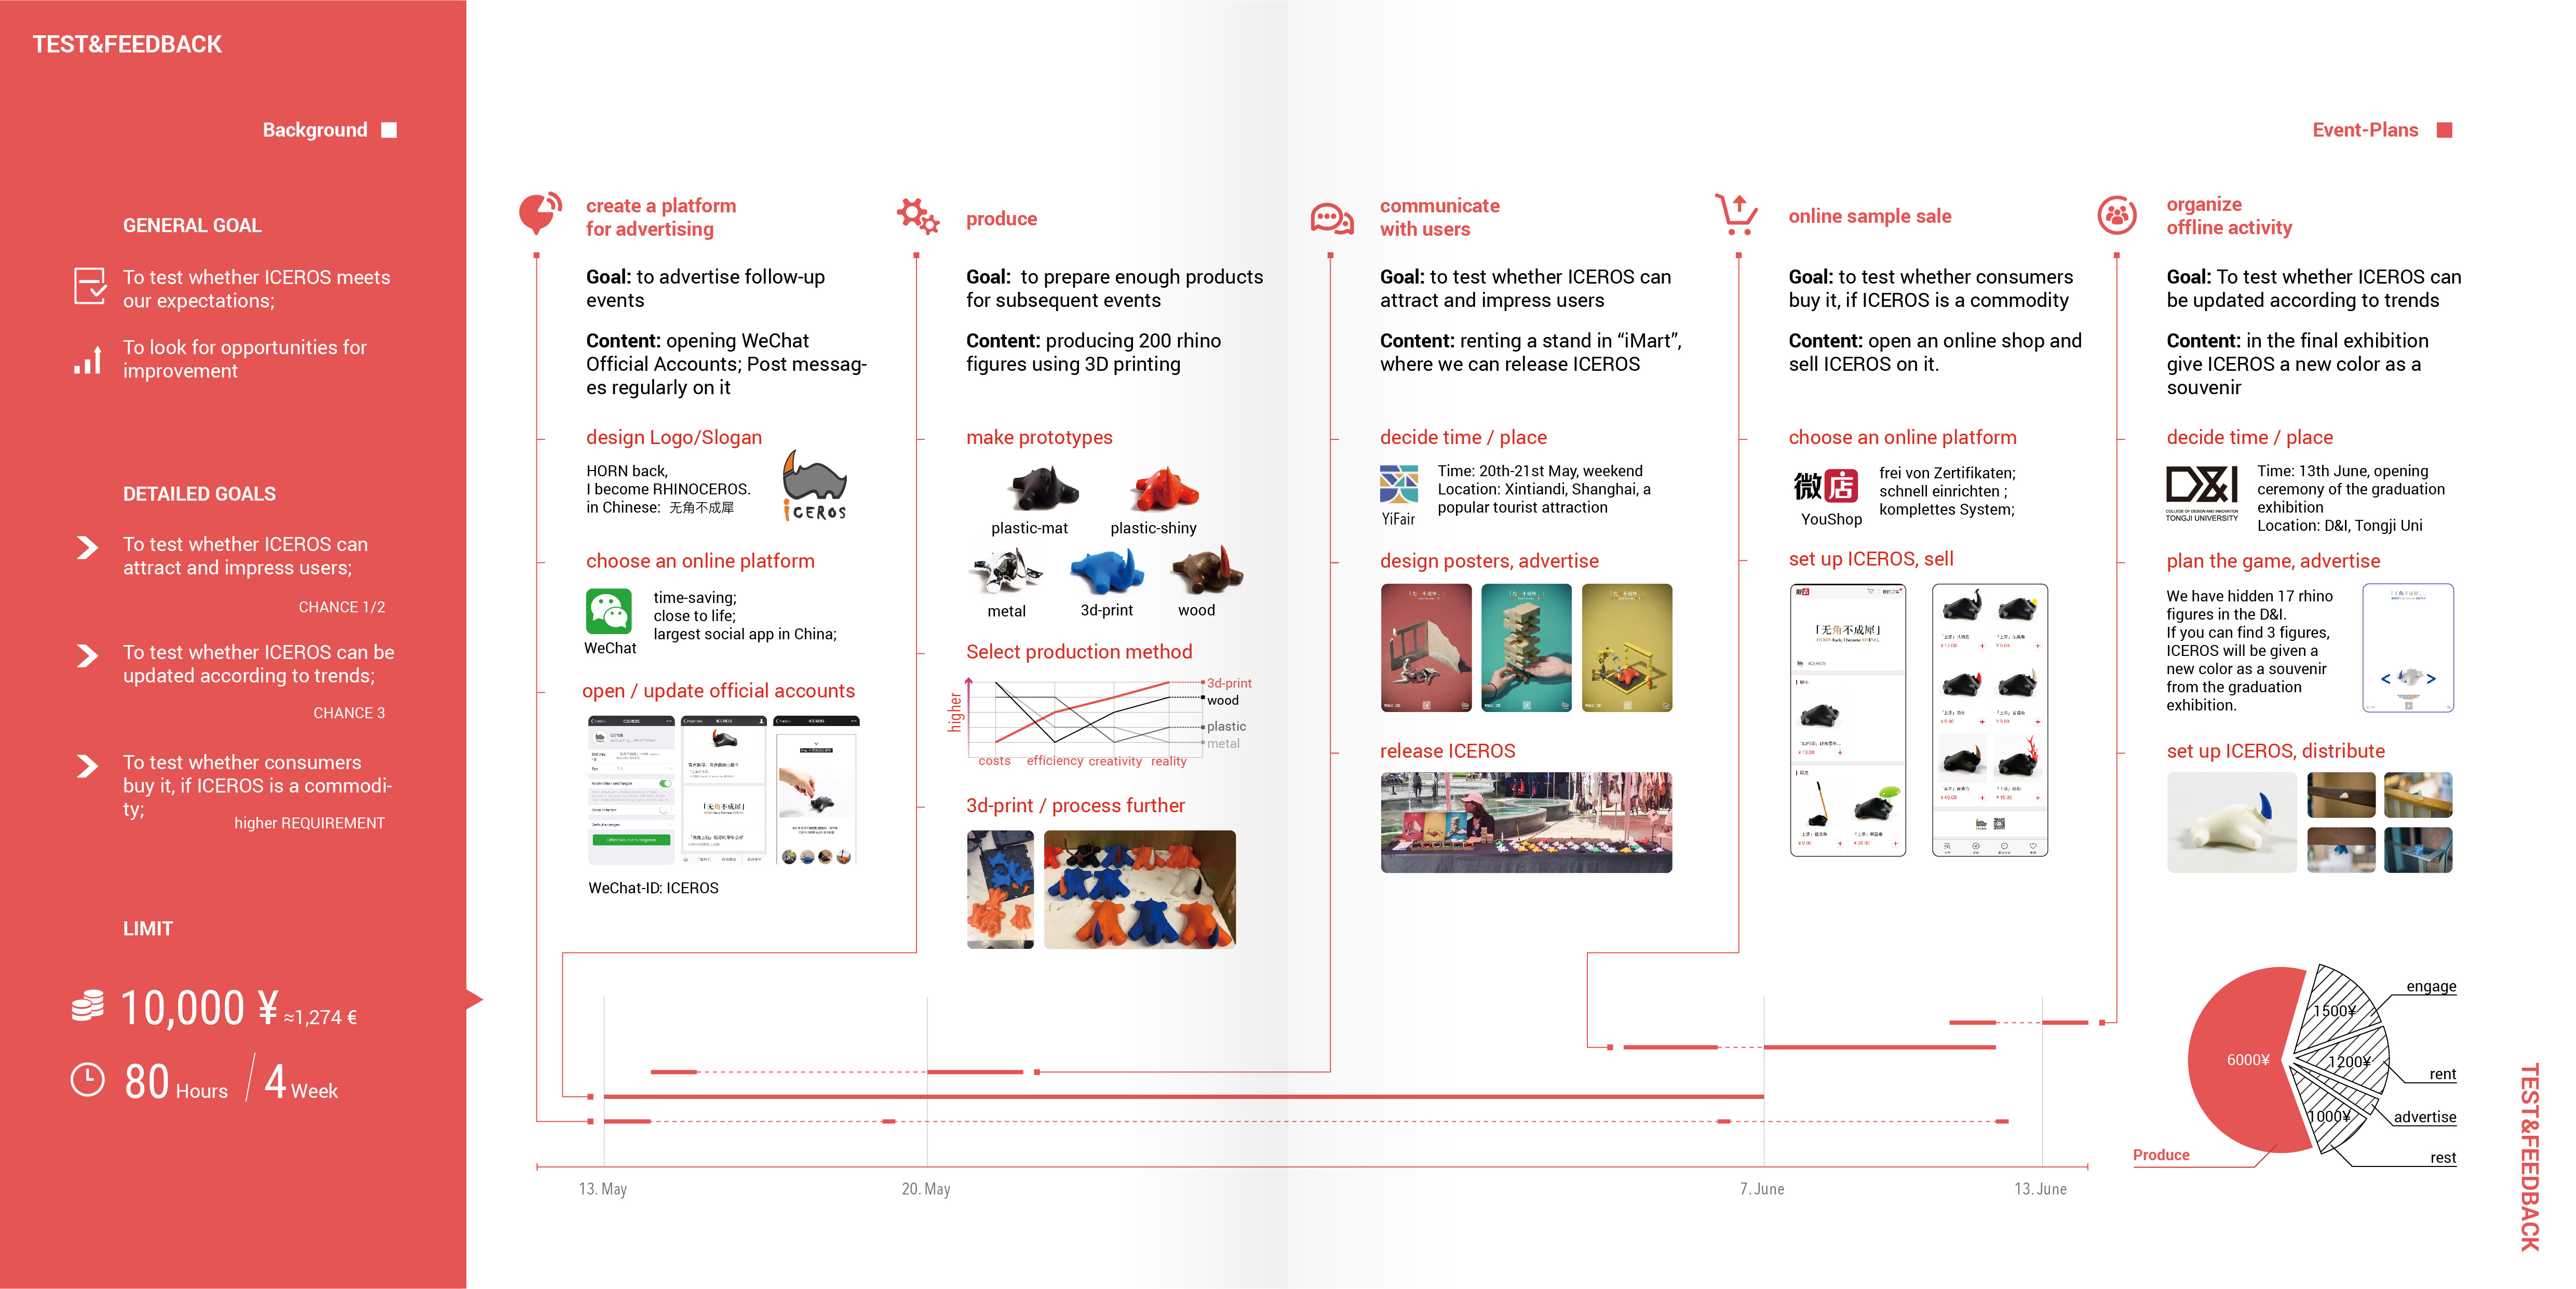 TEST&FEEDBACK
Background
GENERAL GOAL
To test whether ICEROS meets
our expectations;
To look for opportunities for
improvement
DETAILED GOALS
To test whether ICEROS can
attract and impress users;
CHANCE 1/2
To test whether ICEROS can be
updated according to trends;
CHANCE 3
To test whether consumers
buy it, if ICEROS is a commodi-
ty;
higher REQUIREMENT
LIMIT
10,000 ¥ ≈1,274 €
80 Hours / 4 Week
Event-Plans
create a platform
for advertising
Goal: to advertise follow-up
events
Content: opening WeChat
Official Accounts; Post messag-
es regularly on it
design Logo/Slogan
HORN back,
I become RHINOCEROS.
in Chinese: 无角不成犀
iCEROS
choose an online platform
time-saving;
close to life;
largest social app in China;
WeChat
open / update official accounts
「无角不成犀」
WeChat-ID: ICEROS
produce
Goal: to prepare enough products
for subsequent events
Content: producing 200 rhino
figures using 3D printing
make prototypes
plastic-mat
plastic-shiny
metal
3d-print
wood
Select production method
higher
3d-print
wood
plastic
metal
costs
efficiency
creativity
reality
3d-print / process further
communicate
with users
Goal: to test whether ICEROS can
attract and impress users
Content: renting a stand in “iMart”,
where we can release ICEROS
decide time / place
Time: 20th-21st May, weekend
Location: Xintiandi, Shanghai, a
popular tourist attraction
YiFair
design posters, advertise
release ICEROS
online sample sale
Goal: to test whether consumers
buy it, if ICEROS is a commodity
Content: open an online shop and
sell ICEROS on it.
choose an online platform
微店
YouShop
frei von Zertifikaten;
schnell einrichten ;
komplettes System;
set up ICEROS, sell
「无角不成犀」
ICEROS
organize
offline activity
Goal: To test whether ICEROS can
be updated according to trends
Content: in the final exhibition
give ICEROS a new color as a
souvenir
decide time / place
D&I
COLLEGE OF DESIGN AND INNOVATION
TONGJI UNIVERSITY
Time: 13th June, opening
ceremony of the graduation
exhibition
Location: D&I, Tongji Uni
plan the game, advertise
We have hidden 17 rhino
figures in the D&I.
If you can find 3 figures,
ICEROS will be given a
new color as a souvenir
from the graduation
exhibition.
set up ICEROS, distribute
13. May
20. May
7. June
13. June
6000¥
1500¥
1200¥
1000¥
engage
rent
advertise
rest
Produce
TEST&FEEDBACK